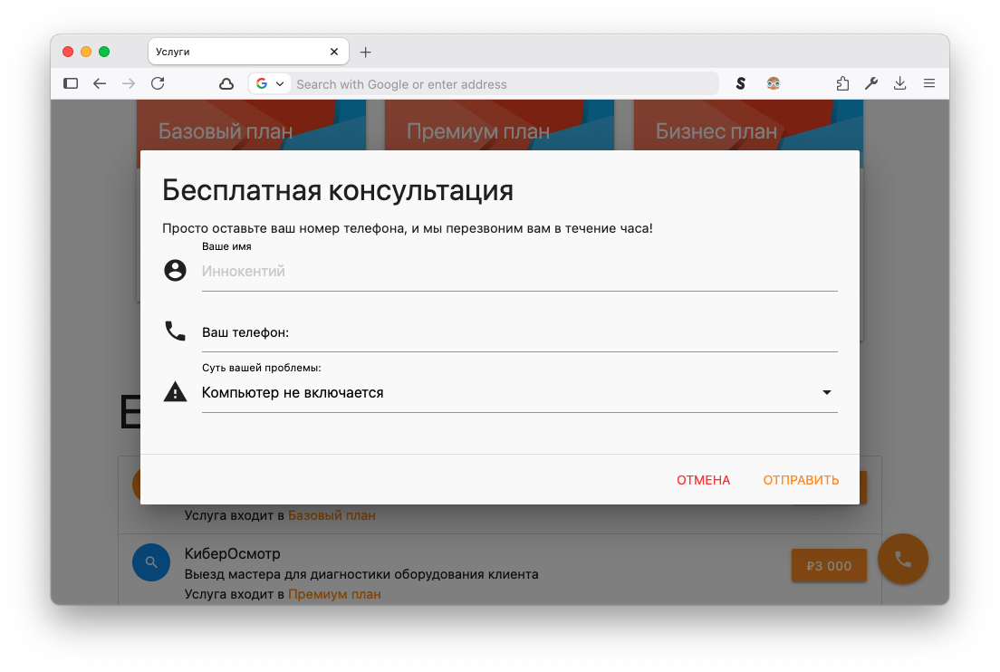 Услуги
Search with Google or enter address
Базовый план
Премиум план
Бизнес план
Бесплатная консультация
Просто оставьте ваш номер телефона, и мы перезвоним вам в течение часа!
Ваше имя
Иннокентий
Ваш телефон:
Суть вашей проблемы:
Компьютер не включается
ОТМЕНА
ОТПРАВИТЬ
Услуга входит в Базовый план
КиберОсмотр
Выезд мастера для диагностики оборудования клиента
₽3 000
Услуга входит в Премиум план